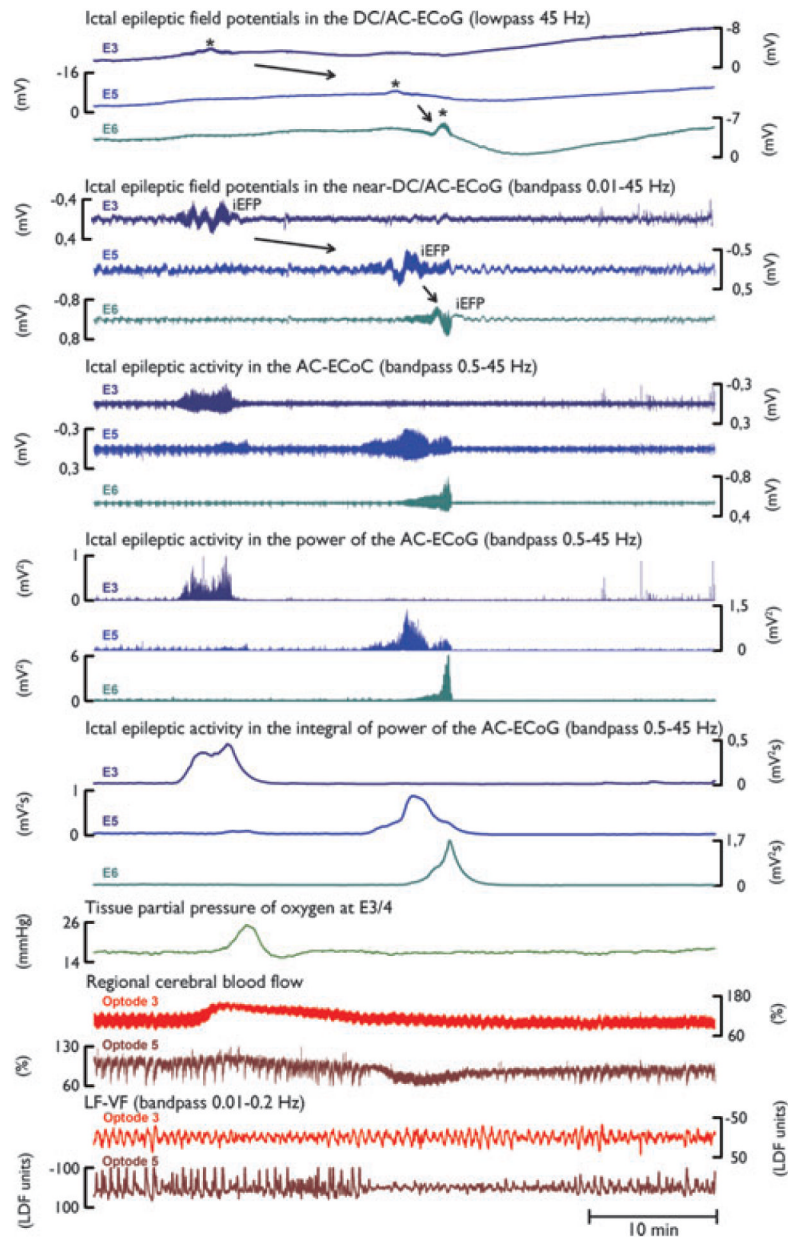 Ictal epileptic field potentials in the DC/AC-ECoG (lowpass 45 Hz)
E3
*
-8
0
(mV)
-16
0
(mV)
E5
*
E6
*
-7
0
(mV)
Ictal epileptic field potentials in the near-DC/AC-ECoG (bandpass 0.01-45 Hz)
-0.4
0.4
(mV)
E3
iEFP
E5
iEFP
-0.5
0.5
(mV)
-0.8
0.8
(mV)
E6
iEFP
Ictal epileptic activity in the AC-ECoC (bandpass 0.5-45 Hz)
E3
-0.3
0.3
(mV)
-0.3
0,3
(mV)
E5
E6
-0.8
0.4
(mV)
Ictal epileptic activity in the power of the AC-ECoG (bandpass 0.5-45 Hz)
1
0
(mV²)
E3
E5
1,5
0
(mV²)
6
0
(mV²)
E6
Ictal epileptic activity in the integral of power of the AC-ECoG (bandpass 0.5-45 Hz)
E3
0.5
0
(mV²s)
1
0
(mV²s)
E5
E6
1,7
0
(mV²s)
Tissue partial pressure of oxygen at E3/4
26
14
(mmHg)
Regional cerebral blood flow
Optode 3
180
60
(%)
130
60
(%)
Optode 5
LF-VF (bandpass 0.01-0.2 Hz)
Optode 3
-50
50
(LDF units)
-100
100
(LDF units)
Optode 5
10 min